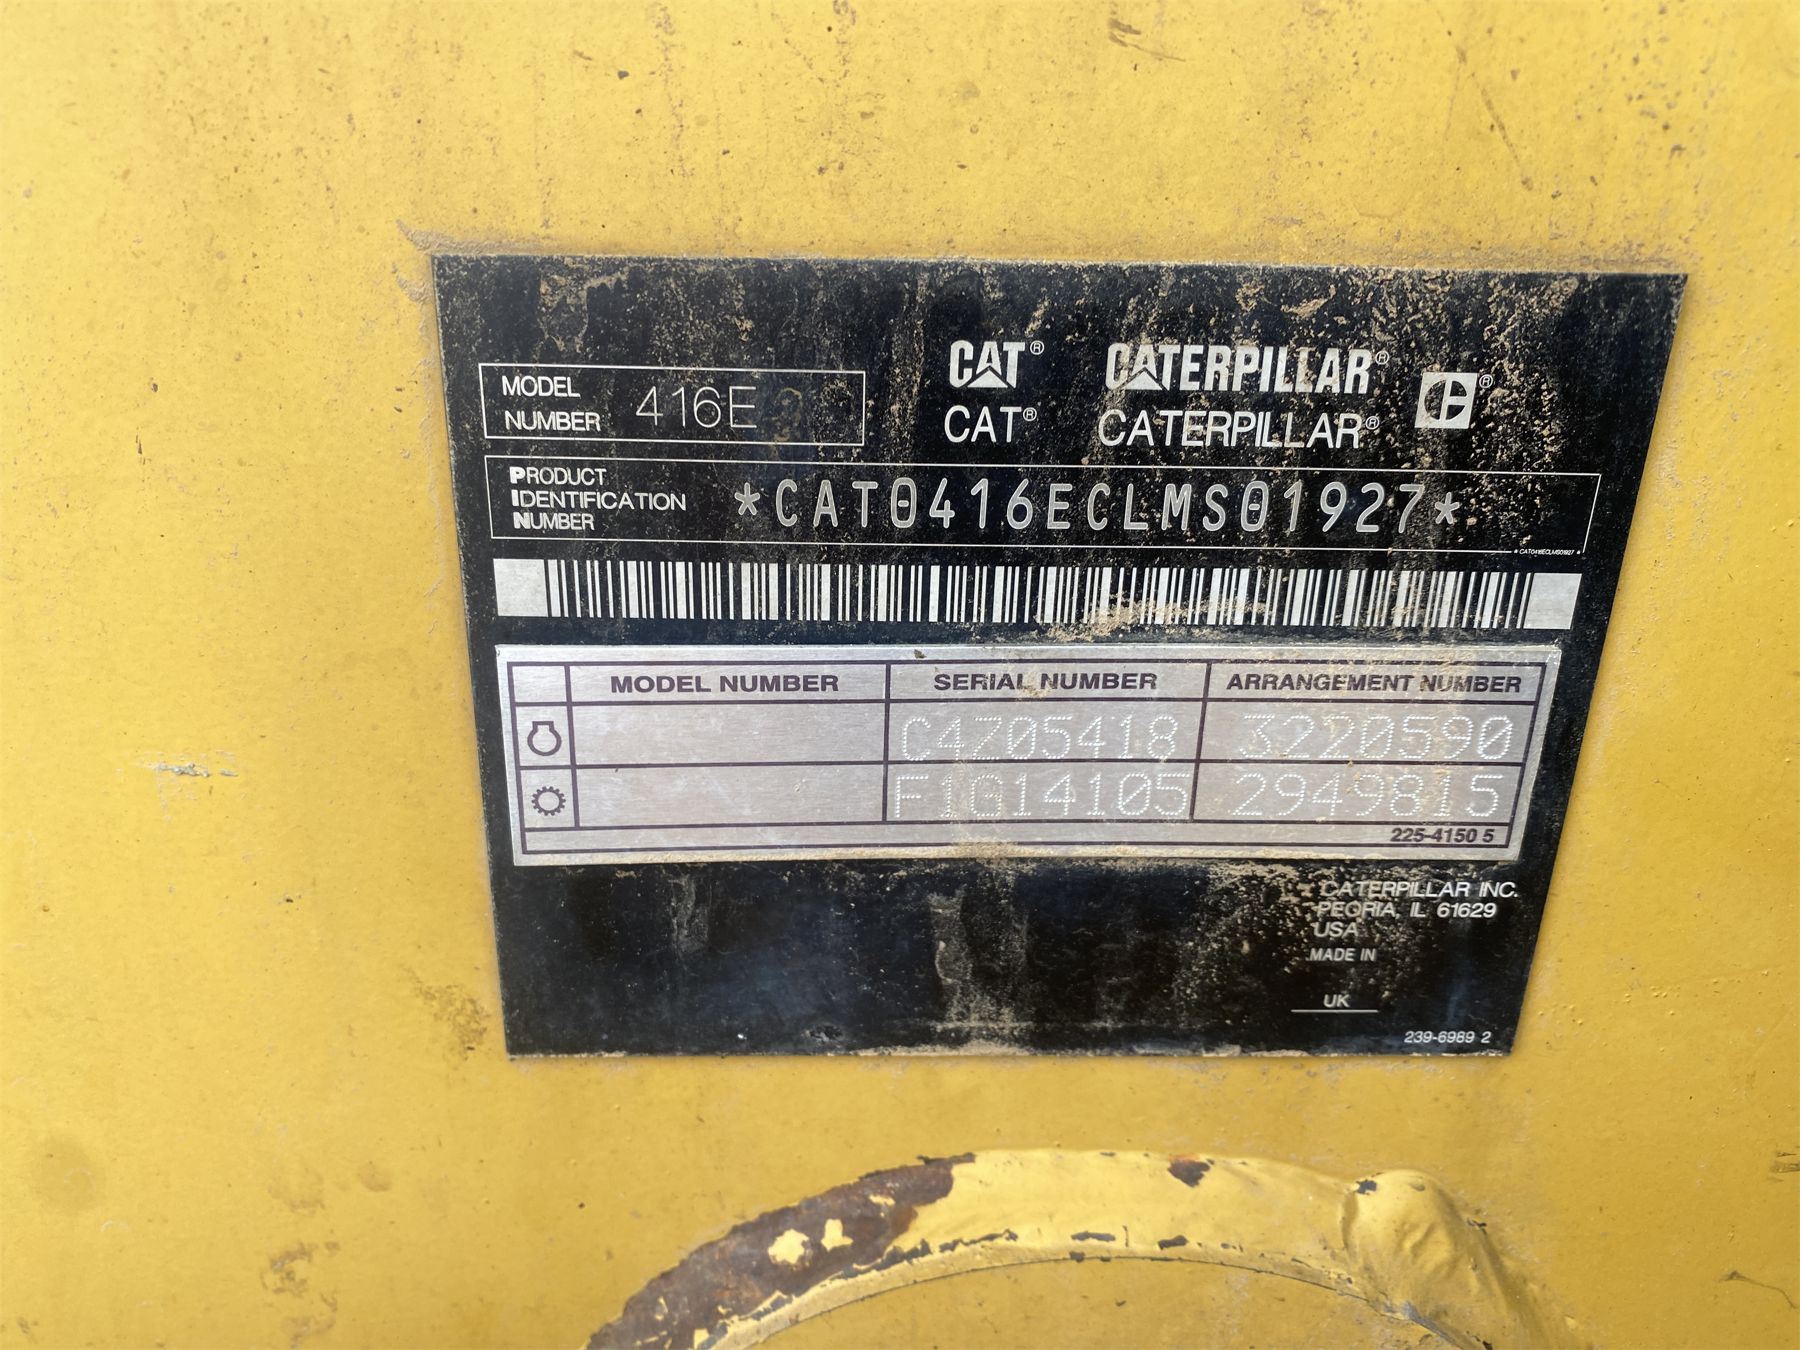 MODEL
NUMBER 416E
CAT® CATERPILLAR®
CAT® CATERPILLAR®
PRODUCT
IDENTIFICATION
NUMBER
*CAT0416ECLMS01927*
* CAT0416ECLMS01927 *
MODEL NUMBER SERIAL NUMBER ARRANGEMENT NUMBER
C4Z05418 3220590
F1G14105 2949815
225-4150 5
CATERPILLAR INC.
PEORIA, IL 61629
USA
MADE IN
UK
239-6989 2